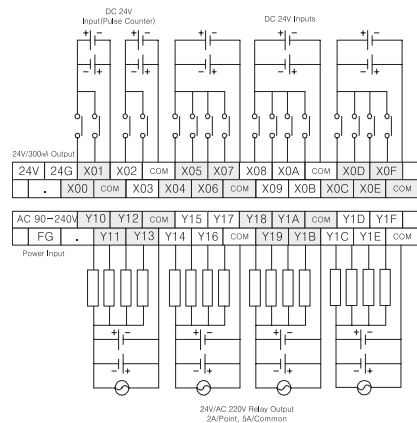 DC 24V
Input(Pulse Counter)
DC 24V Inputs
+ - + - + - + - + -
- + - + - + - + - +
24V/300mA Output
24V 24G X01 X02 COM X05 X07 X08 X0A COM X0D X0F
. X00 COM X03 X04 X06 COM X09 X0B X0C X0E COM
AC 90-240V Y10 Y12 COM Y15 Y17 Y18 Y1A COM Y1D Y1F
FG . Y11 Y13 Y14 Y16 COM Y19 Y1B Y1C Y1E COM
Power Input
+ - + - + - + -
- + - + - + - +
24V/AC 220V Relay Output
2A/Point, 5A/Common